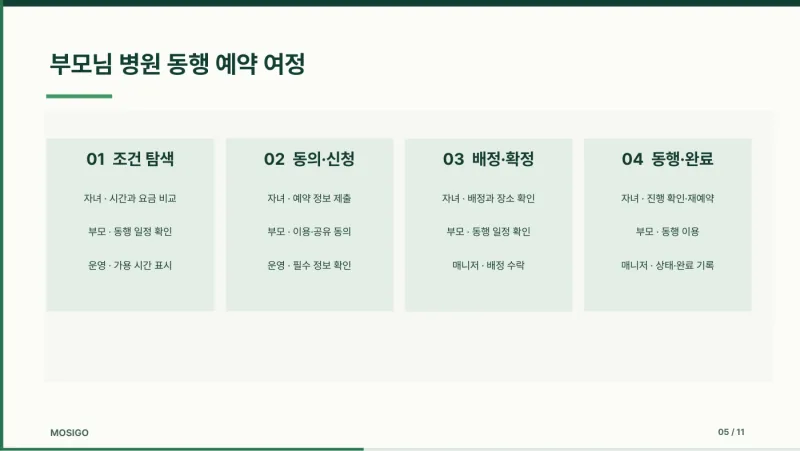 부모님 병원 동행 예약 여정
01 조건 탐색
자녀 · 시간과 요금 비교
부모 · 동행 일정 확인
운영 · 가용 시간 표시
02 동의·신청
자녀 · 예약 정보 제출
부모 · 이용·공유 동의
운영 · 필수 정보 확인
03 배정·확정
자녀 · 배정과 장소 확인
부모 · 동행 일정 확인
매니저 · 배정 수락
04 동행·완료
자녀 · 진행 확인·재예약
부모 · 동행 이용
매니저 · 상태·완료 기록
MOSIGO
05 / 11